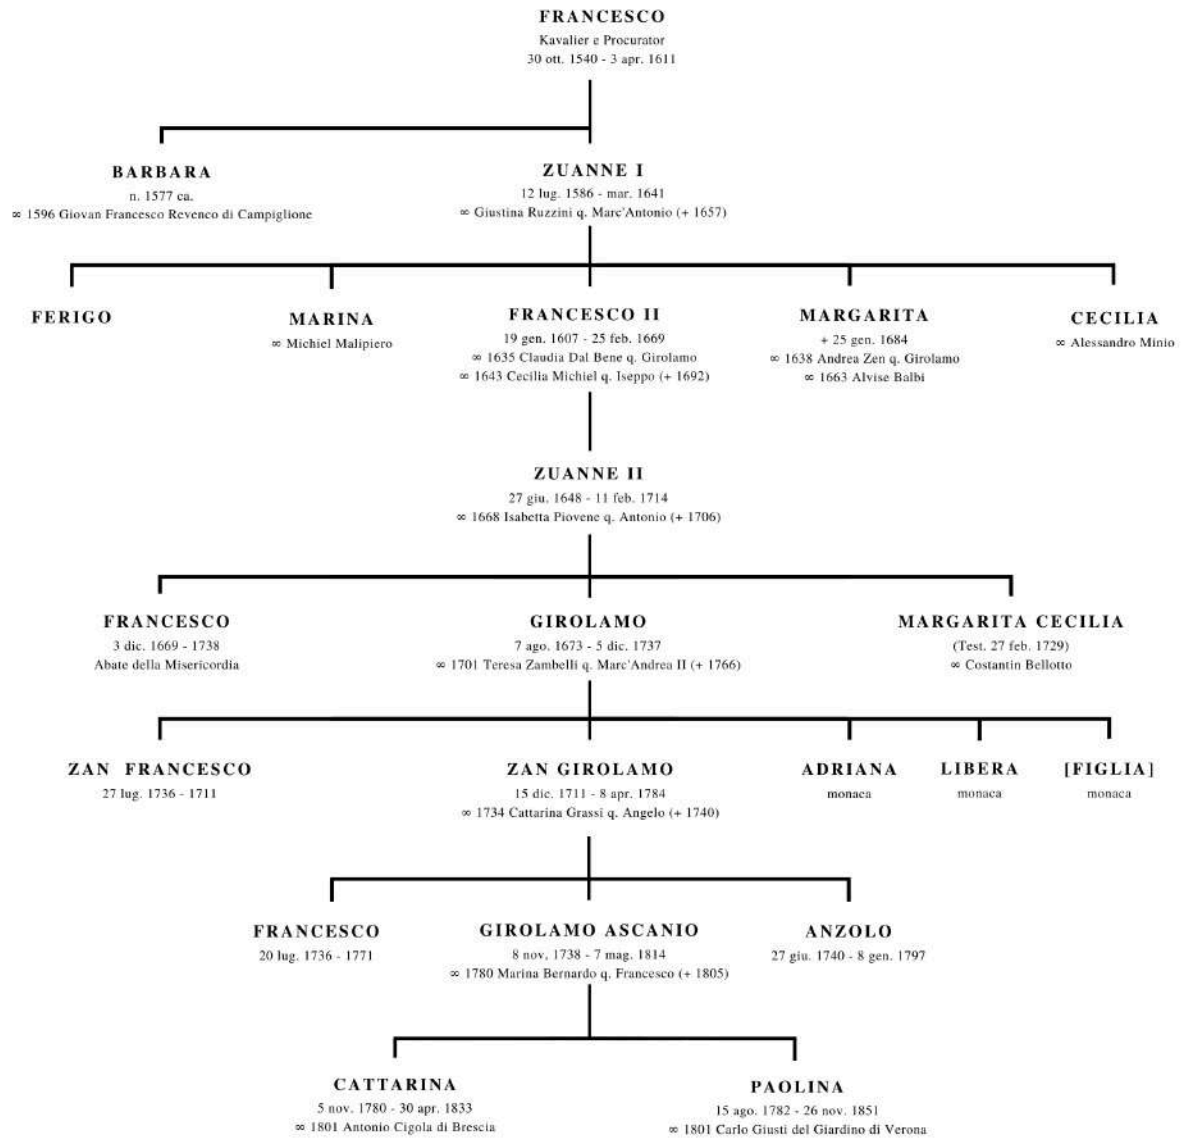 FRANCESCO
Kavalier e Procurator
30 ott. 1540 - 3 apr. 1611
BARBARA
n. 1577 ca.
∞ 1596 Giovan Francesco Revenco di Campiglione
ZUANNE I
12 lug. 1586 - mar. 1641
∞ Giustina Ruzzini q. Marc'Antonio (+ 1657)
FERIGO
MARINA
∞ Michiel Malipiero
FRANCESCO II
19 gen. 1607 - 25 feb. 1669
∞ 1635 Claudia Dal Bene q. Girolamo
∞ 1643 Cecilia Michiel q. Iseppo (+ 1692)
MARGARITA
+ 25 gen. 1684
∞ 1638 Andrea Zen q. Girolamo
∞ 1663 Alvise Balbi
CECILIA
∞ Alessandro Minio
ZUANNE II
27 giu. 1648 - 11 feb. 1714
∞ 1668 Isabetta Piovene q. Antonio (+ 1706)
FRANCESCO
3 dic. 1669 - 1738
Abate della Misericordia
GIROLAMO
7 ago. 1673 - 5 dic. 1737
∞ 1701 Teresa Zambelli q. Marc'Andrea II (+ 1766)
MARGARITA CECILIA
(Test. 27 feb. 1729)
∞ Costantin Bellotto
ZAN FRANCESCO
27 lug. 1736 - 1711
ZAN GIROLAMO
15 dic. 1711 - 8 apr. 1784
∞ 1734 Cattarina Grassi q. Angelo (+ 1740)
ADRIANA
monaca
LIBERA
monaca
[FIGLIA]
monaca
FRANCESCO
20 lug. 1736 - 1771
GIROLAMO ASCANIO
8 nov, 1738 - 7 mag. 1814
∞ 1780 Marina Bernardo q. Francesco (+ 1805)
ANZOLO
27 giu. 1740 - 8 gen. 1797
CATTARINA
5 nov. 1780 - 30 apr. 1833
∞ 1801 Antonio Cigola di Brescia
PAOLINA
15 ago. 1782 - 26 nov. 1851
∞ 1801 Carlo Giusti del Giardino di Verona